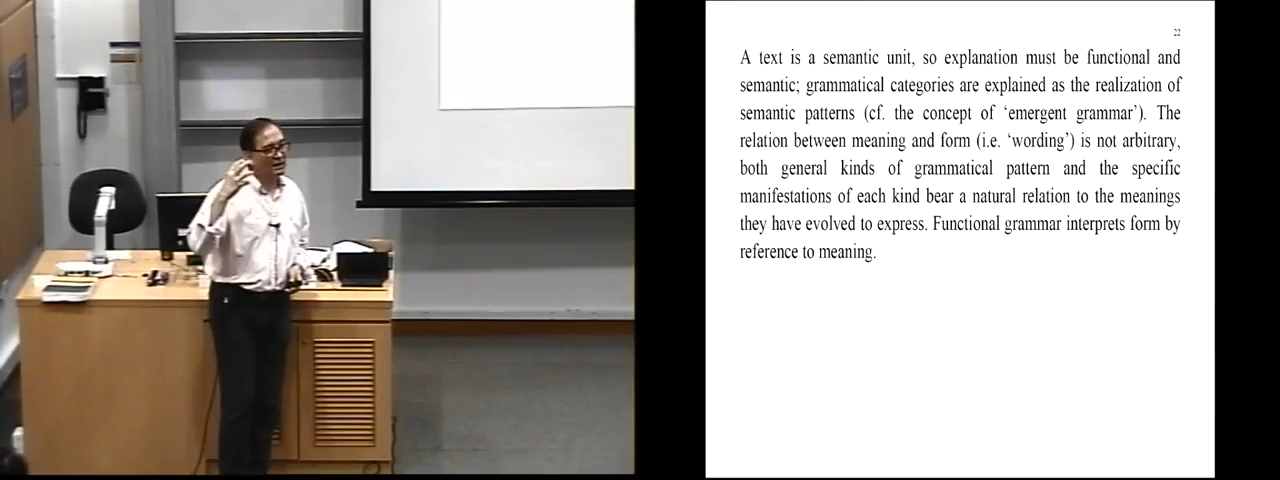 22
A text is a semantic unit, so explanation must be functional and
semantic; grammatical categories are explained as the realization of
semantic patterns (cf. the concept of ‘emergent grammar’). The
relation between meaning and form (i.e. ‘wording’) is not arbitrary,
both general kinds of grammatical pattern and the specific
manifestations of each kind bear a natural relation to the meanings
they have evolved to express. Functional grammar interprets form by
reference to meaning.